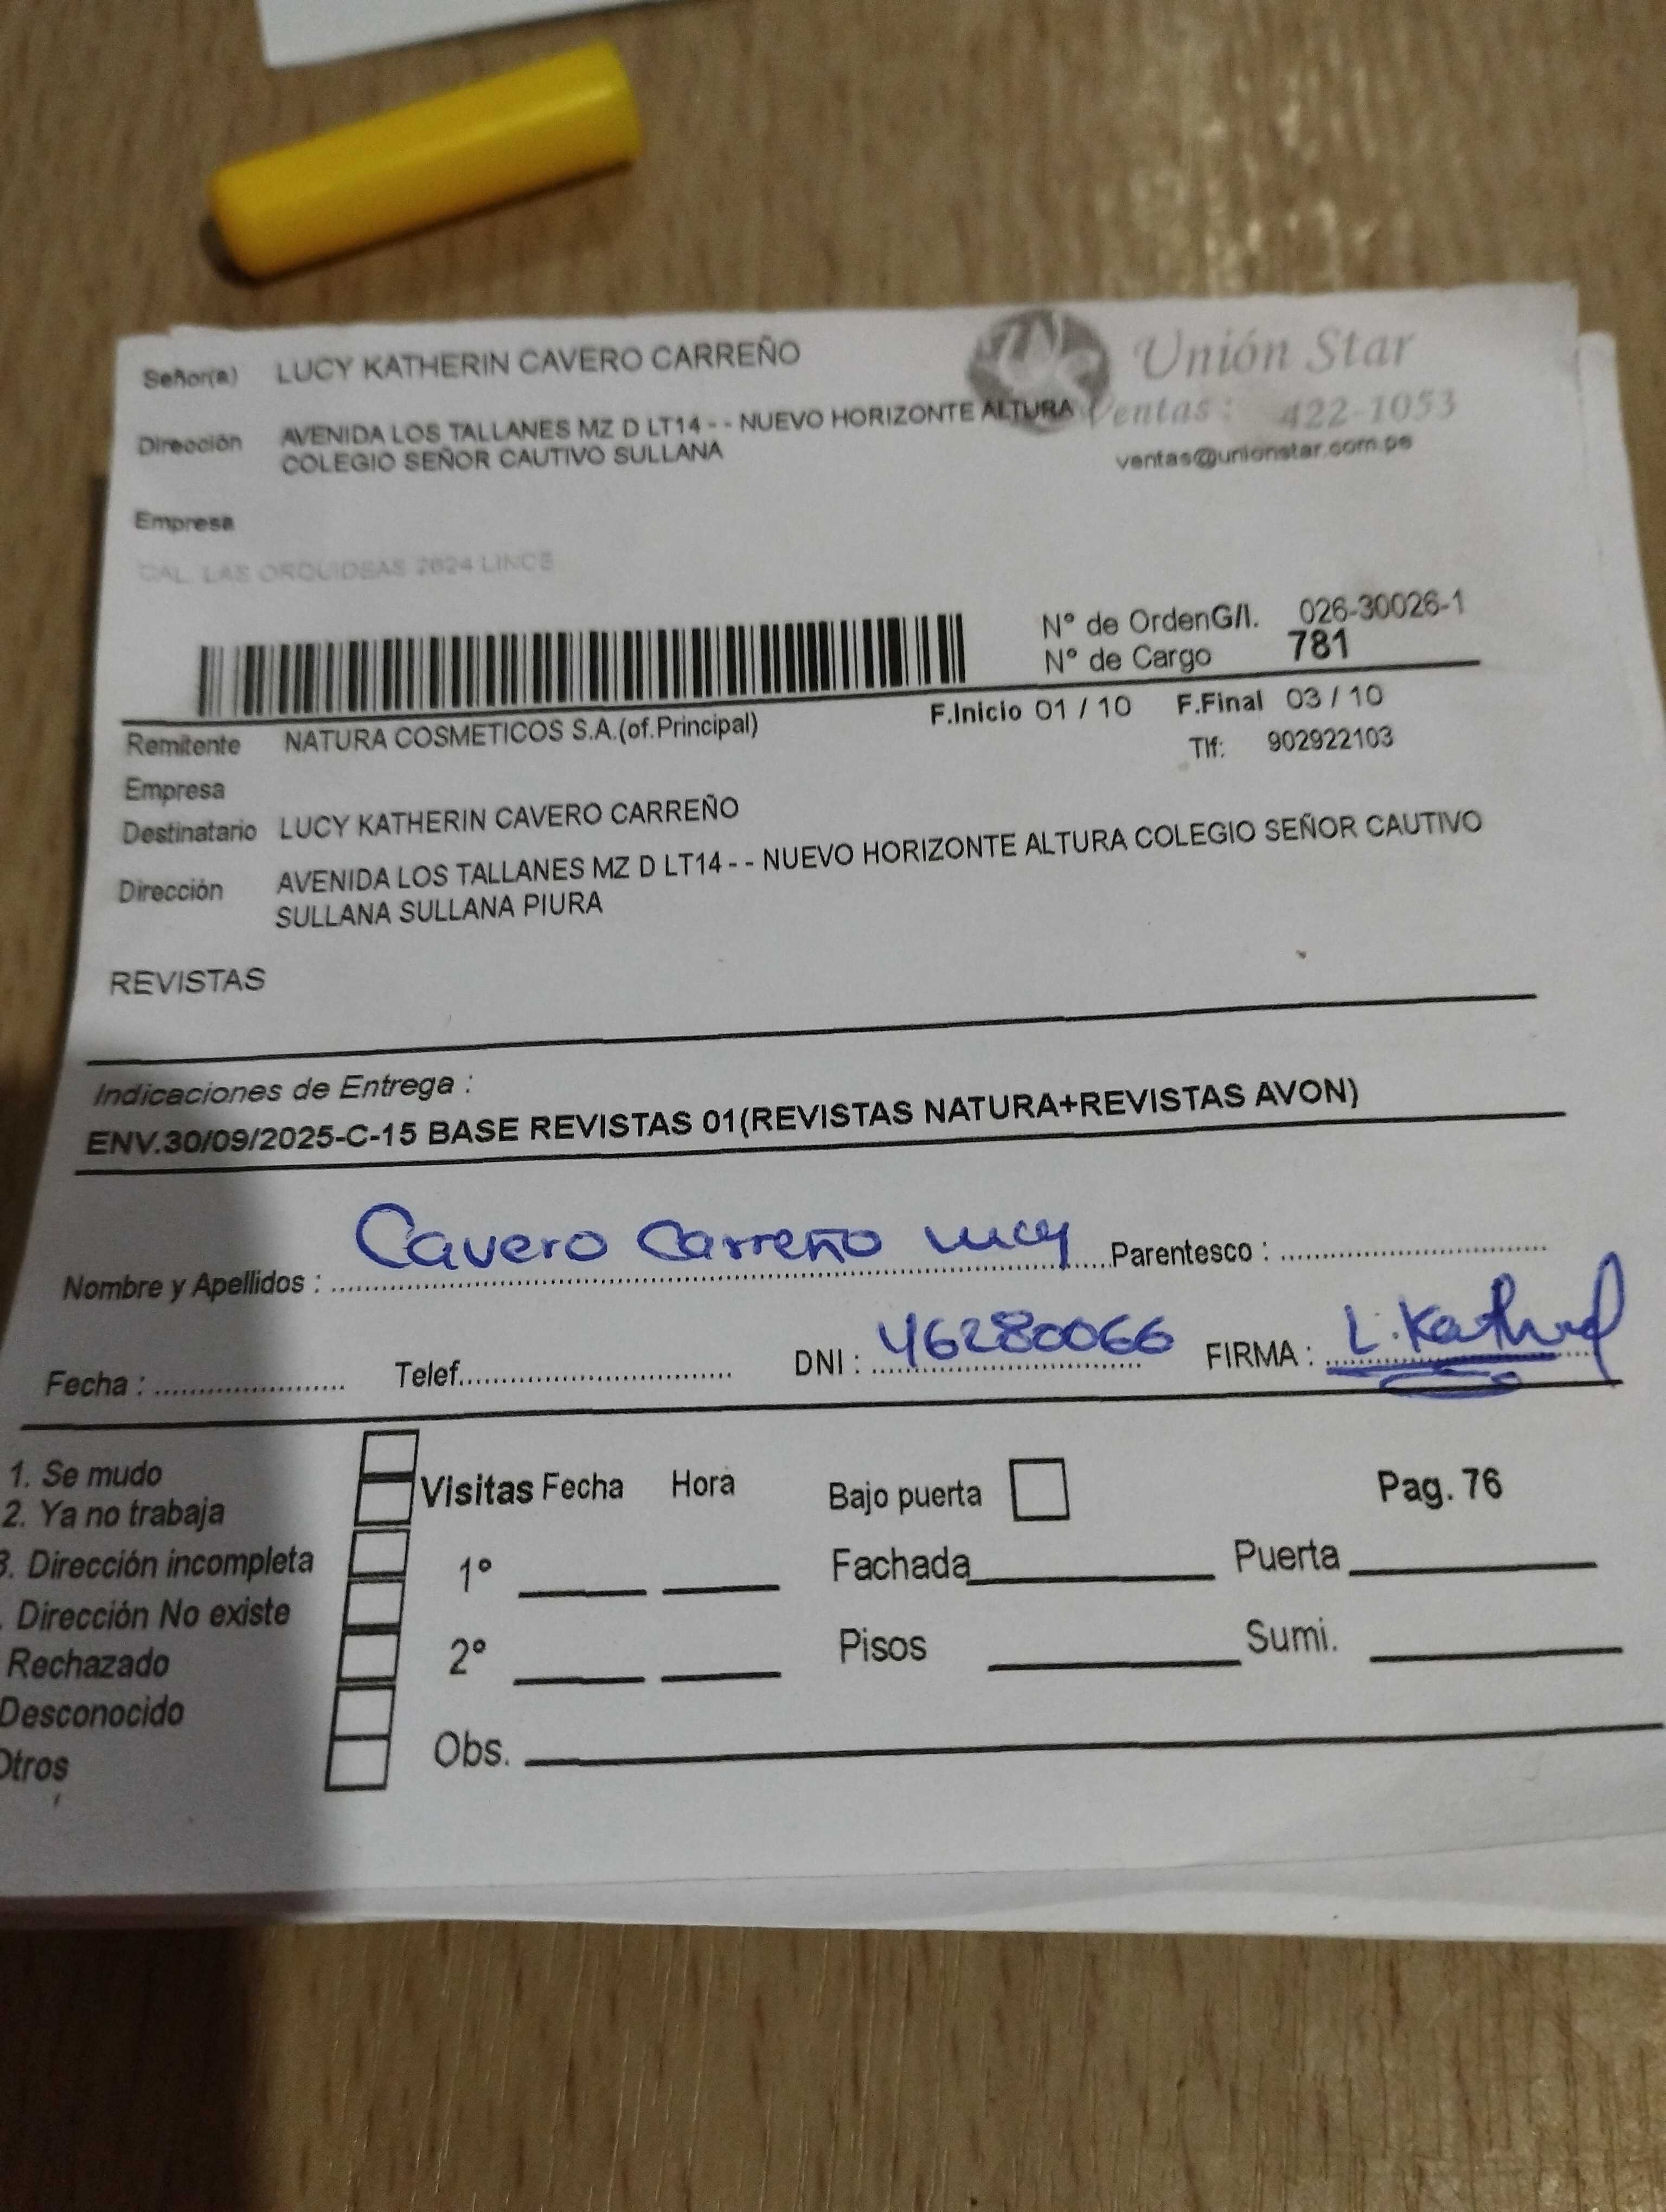 Señor(a) LUCY KATHERIN CAVERO CARREÑO
Unión Star
Dirección AVENIDA LOS TALLANES MZ D LT14 - - NUEVO HORIZONTE ALTURA
COLEGIO SEÑOR CAUTIVO SULLANA
Ventas: 422-1053
ventas@unionstar.com.pe
Empresa
CAL. LAS ORQUIDEAS 2624 LINCE
N° de OrdenG/I. 026-30026-1
N° de Cargo 781
F.Inicio 01 / 10 F.Final 03 / 10
Remitente NATURA COSMETICOS S.A.(of.Principal)
Tlf: 902922103
Empresa
Destinatario LUCY KATHERIN CAVERO CARREÑO
Dirección AVENIDA LOS TALLANES MZ D LT14 - - NUEVO HORIZONTE ALTURA COLEGIO SEÑOR CAUTIVO
SULLANA SULLANA PIURA
REVISTAS
Indicaciones de Entrega :
ENV.30/09/2025-C-15 BASE REVISTAS 01(REVISTAS NATURA+REVISTAS AVON)
Nombre y Apellidos : Cavero Carreño Lucy Parentesco :
Fecha : Telef. DNI : 46280066 FIRMA : L. Kath
1. Se mudo
2. Ya no trabaja
3. Dirección incompleta
. Dirección No existe
Rechazado
Desconocido
Otros
Visitas Fecha Hora
1°
2°
Obs.
Bajo puerta Pag. 76
Fachada Puerta
Pisos Sumi.